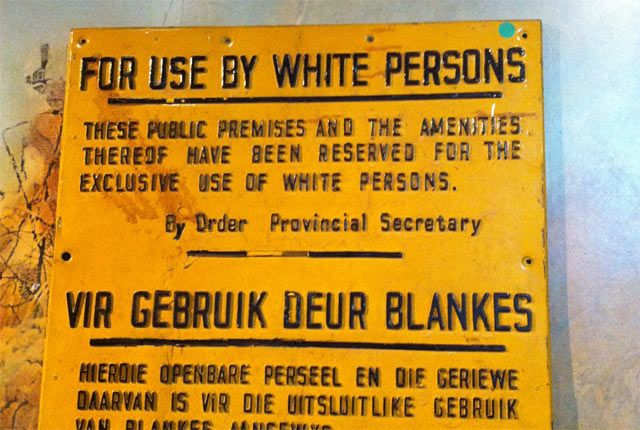 FOR USE BY WHITE PERSONS
THESE PUBLIC PREMISES AND THE AMENITIES
THEREOF HAVE BEEN RESERVED FOR THE
EXCLUSIVE USE OF WHITE PERSONS.
By Order Provincial Secretary
VIR GEBRUIK DEUR BLANKES
HIERDIE OPENBARE PERSEEL EN DIE GERIEWE
DAARVAN IS VIR DIE UITSLUITLIKE GEBRUIK
VAN BLANKES